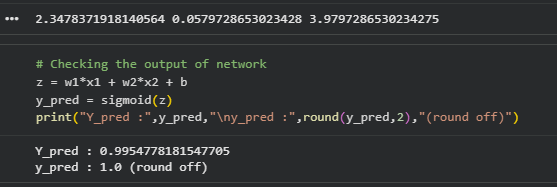 2.3478371918140564 0.0579728653023428 3.9797286530234275
# Checking the output of network
z = w1*x1 + w2*x2 + b
y_pred = sigmoid(z)
print("Y_pred :",y_pred,"\ny_pred :",round(y_pred,2),"(round off)")
Y_pred : 0.9954778181547705
y_pred : 1.0 (round off)